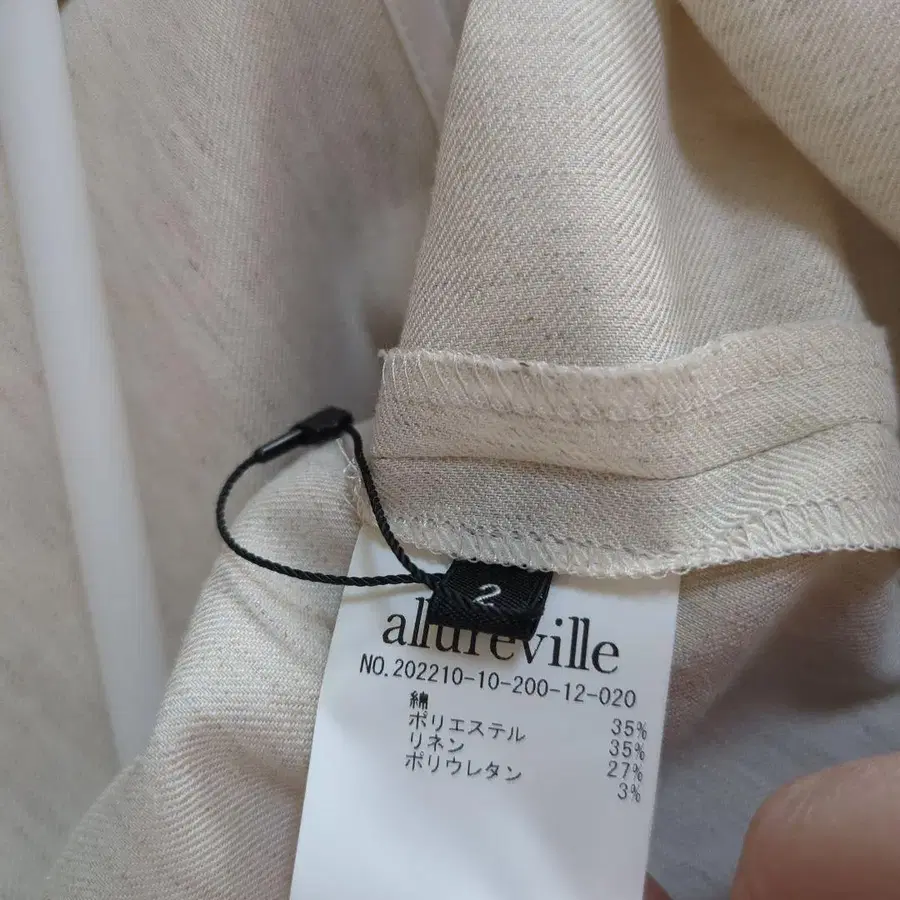 2
allureville
NO.202210-10-200-12-020
綿 35%
ポリエステル 35%
リネン 27%
ポリウレタン 3%